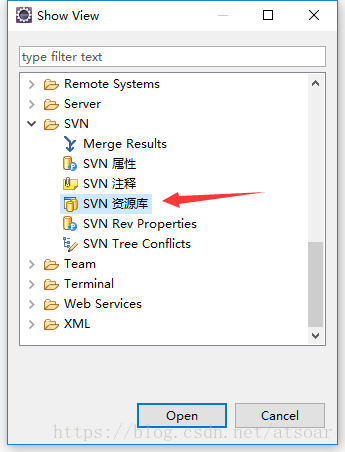 Show View
type filter text
Remote Systems
Server
SVN
Merge Results
SVN 属性
SVN 注释
SVN 资源库
SVN Rev Properties
SVN Tree Conflicts
Team
Terminal
Web Services
XML
Open
Cancel
https://blog.csdn.net/atsoar